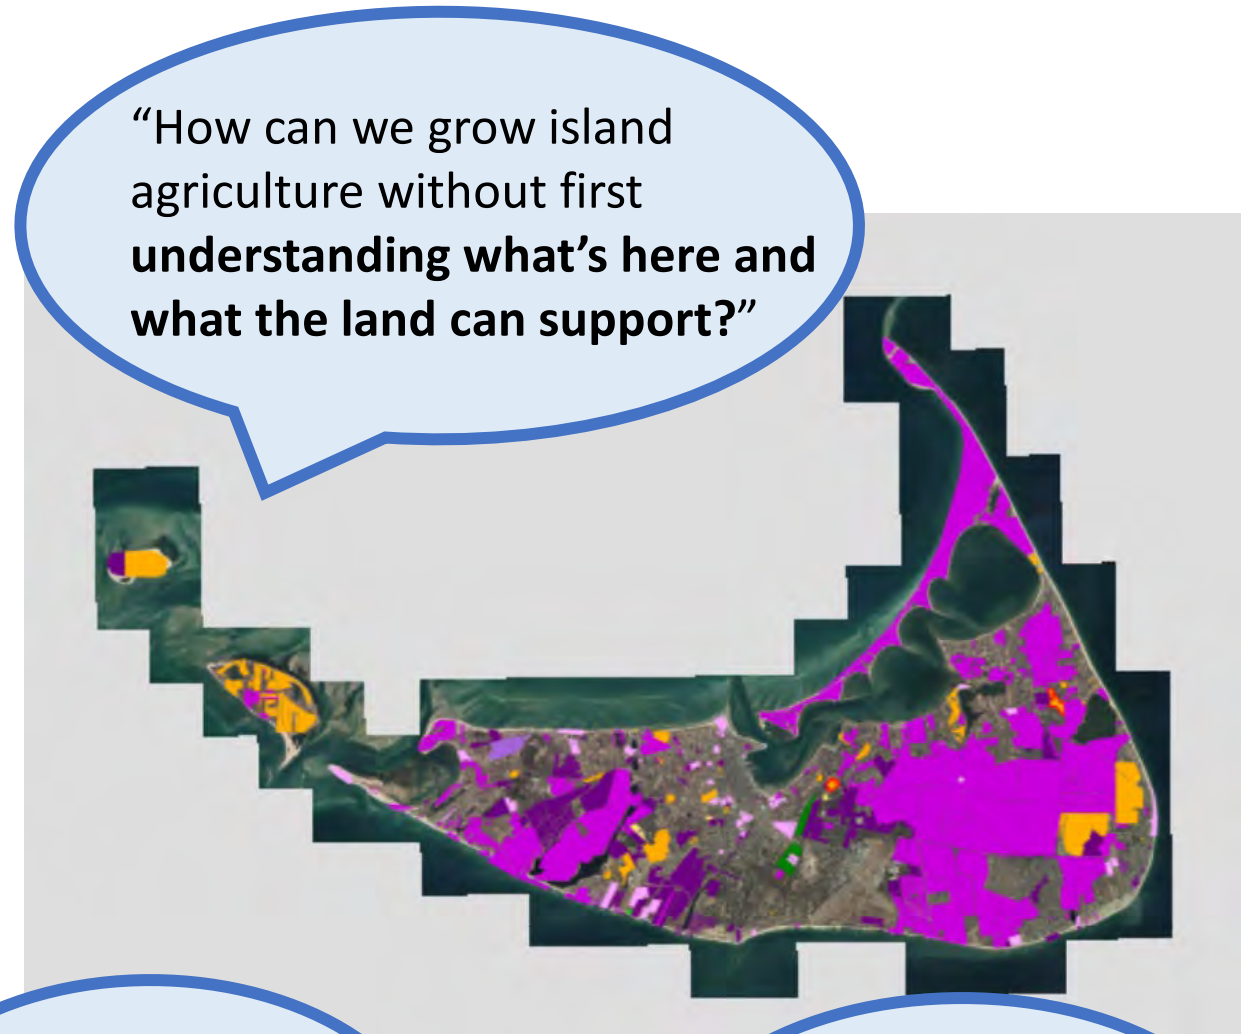 “How can we grow island
agriculture without first
understanding what’s here and
what the land can support?”